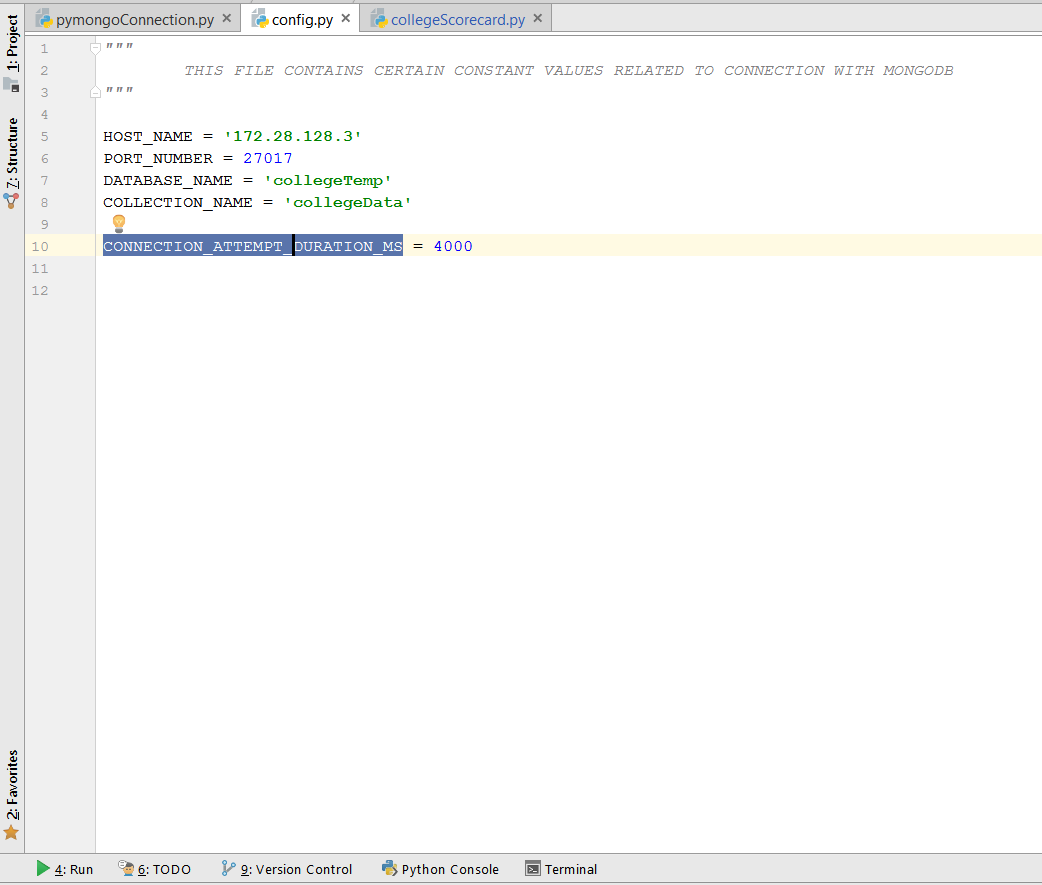 pymongoConnection.py
config.py
collegeScorecard.py
1: Project
7: Structure
2: Favorites
1 """
2 THIS FILE CONTAINS CERTAIN CONSTANT VALUES RELATED TO CONNECTION WITH MONGODB
3 """
4
5 HOST_NAME = '172.28.128.3'
6 PORT_NUMBER = 27017
7 DATABASE_NAME = 'collegeTemp'
8 COLLECTION_NAME = 'collegeData'
9
10 CONNECTION_ATTEMPT_DURATION_MS = 4000
11
12
4: Run
6: TODO
9: Version Control
Python Console
Terminal